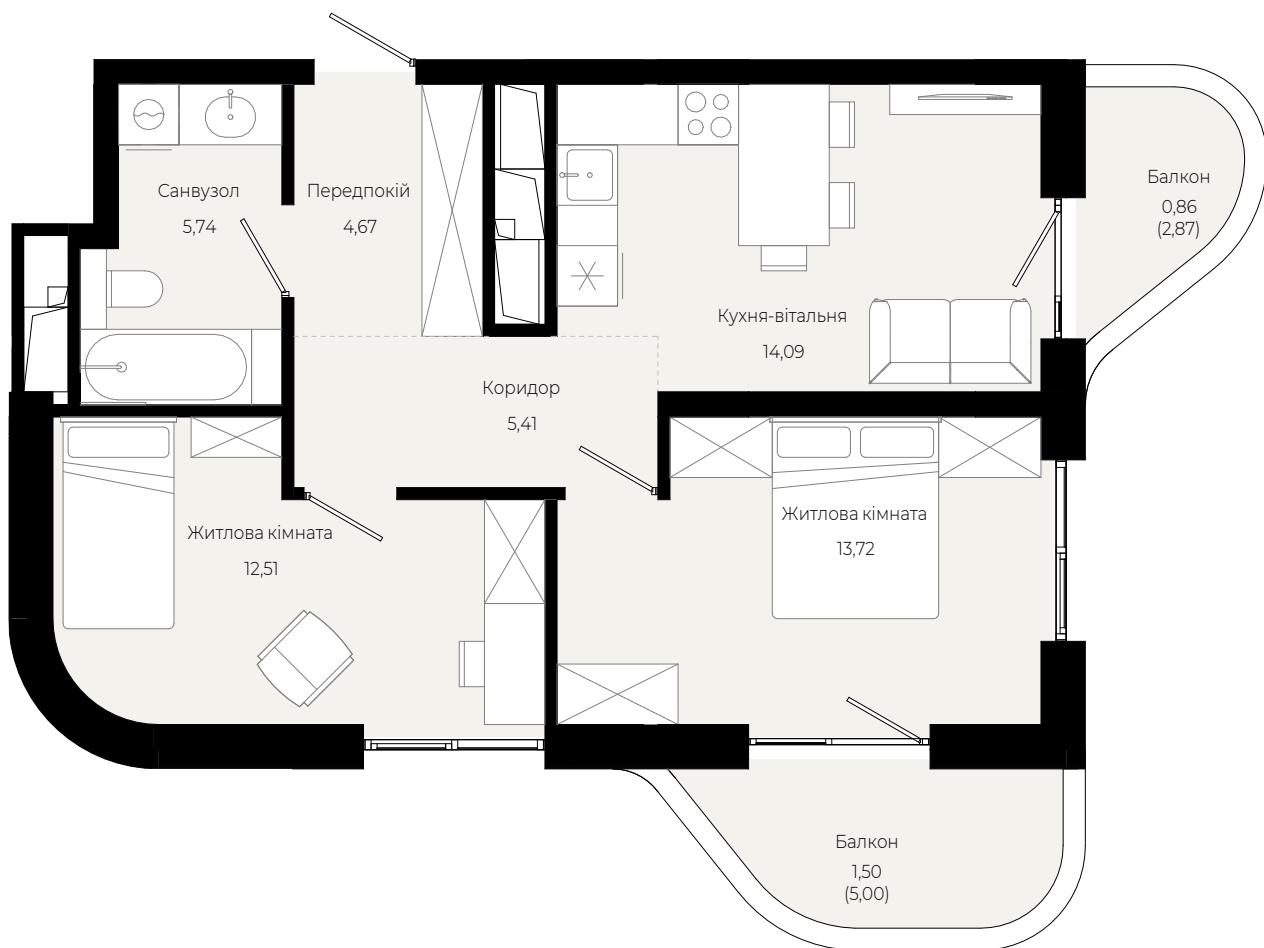 Санвузол
5,74
Передпокій
4,67
Балкон
0,86
(2,87)
Кухня-вітальня
14,09
Коридор
5,41
Житлова кімната
12,51
Житлова кімната
13,72
Балкон
1,50
(5,00)